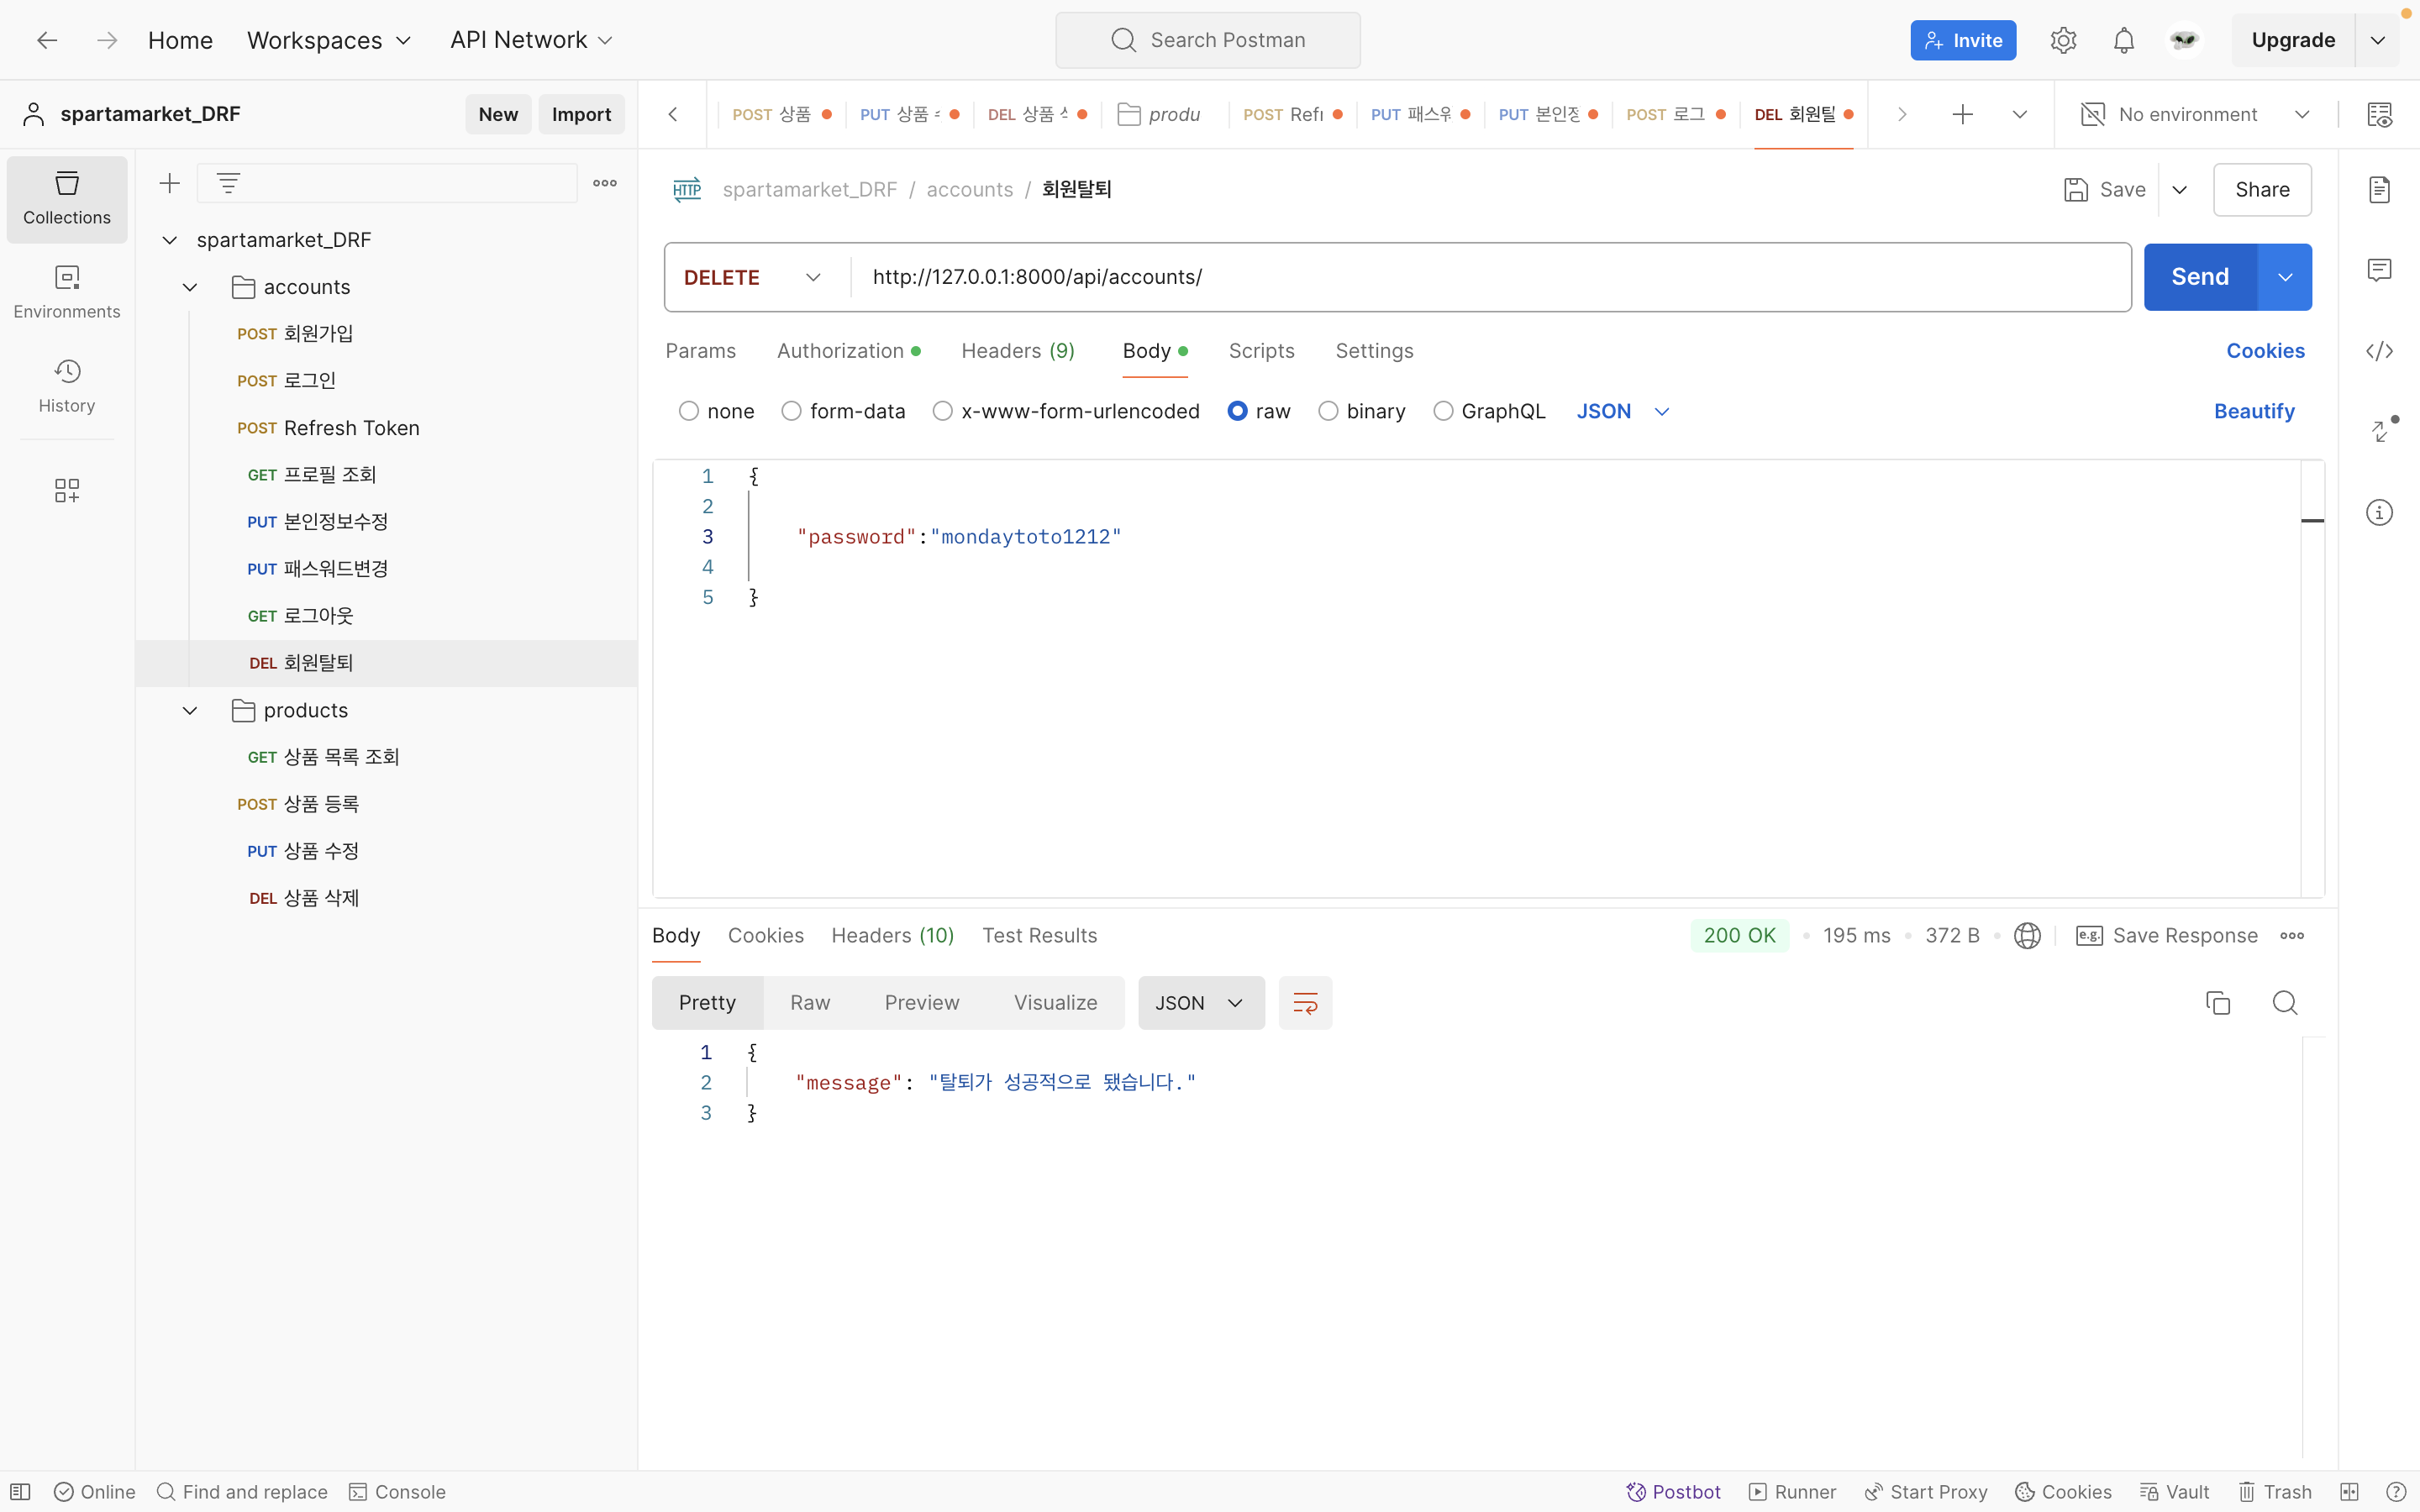 Home Workspaces API Network Search Postman Invite Upgrade
spartamarket_DRF New Import
POST 상품 PUT 상품 DEL 상품 produ POST Refr PUT 패스우 PUT 본인정 POST 로그 DEL 회원탈 No environment
Collections
Environments
History
spartamarket_DRF
accounts
POST 회원가입
POST 로그인
POST Refresh Token
GET 프로필 조회
PUT 본인정보수정
PUT 패스워드변경
GET 로그아웃
DEL 회원탈퇴
products
GET 상품 목록 조회
POST 상품 등록
PUT 상품 수정
DEL 상품 삭제
HTTP spartamarket_DRF / accounts / 회원탈퇴 Save Share
DELETE http://127.0.0.1:8000/api/accounts/ Send
Params Authorization Headers (9) Body Scripts Settings Cookies
none form-data x-www-form-urlencoded raw binary GraphQL JSON Beautify
1 {
2
3 "password":"mondaytoto1212"
4
5 }
Body Cookies Headers (10) Test Results 200 OK 195 ms 372 B e.g. Save Response
Pretty Raw Preview Visualize JSON
1 {
2 "message": "탈퇴가 성공적으로 됐습니다."
3 }
Online Find and replace Console Postbot Runner Start Proxy Cookies Vault Trash